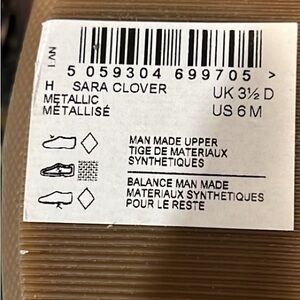 5 059304 699705 >
H SARA CLOVER UK 3½ D
METALLIC US 6 M
MÉTALLISÉ
MAN MADE UPPER
TIGE DE MATERIAUX
SYNTHETIQUES
BALANCE MAN MADE
MATERIAUX SYNTHETIQUES
POUR LE RESTE